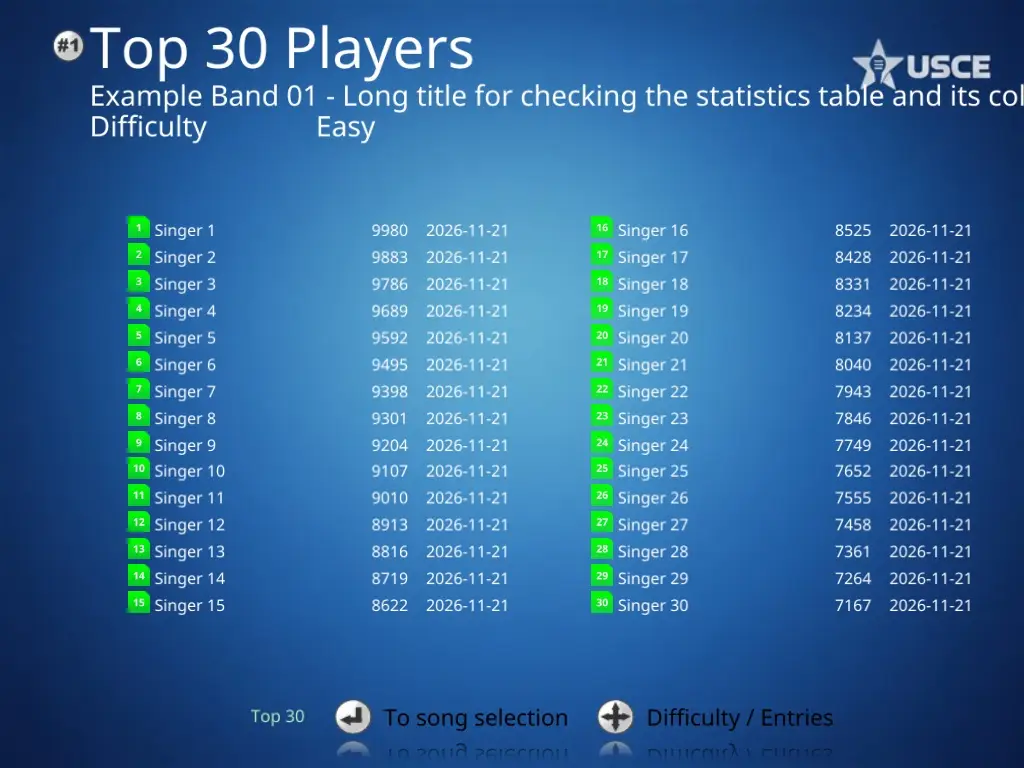 #1 Top 30 Players
USCE
Example Band 01 - Long title for checking the statistics table and its col
Difficulty Easy
1 Singer 1 9980 2026-11-21
2 Singer 2 9883 2026-11-21
3 Singer 3 9786 2026-11-21
4 Singer 4 9689 2026-11-21
5 Singer 5 9592 2026-11-21
6 Singer 6 9495 2026-11-21
7 Singer 7 9398 2026-11-21
8 Singer 8 9301 2026-11-21
9 Singer 9 9204 2026-11-21
10 Singer 10 9107 2026-11-21
11 Singer 11 9010 2026-11-21
12 Singer 12 8913 2026-11-21
13 Singer 13 8816 2026-11-21
14 Singer 14 8719 2026-11-21
15 Singer 15 8622 2026-11-21
16 Singer 16 8525 2026-11-21
17 Singer 17 8428 2026-11-21
18 Singer 18 8331 2026-11-21
19 Singer 19 8234 2026-11-21
20 Singer 20 8137 2026-11-21
21 Singer 21 8040 2026-11-21
22 Singer 22 7943 2026-11-21
23 Singer 23 7846 2026-11-21
24 Singer 24 7749 2026-11-21
25 Singer 25 7652 2026-11-21
26 Singer 26 7555 2026-11-21
27 Singer 27 7458 2026-11-21
28 Singer 28 7361 2026-11-21
29 Singer 29 7264 2026-11-21
30 Singer 30 7167 2026-11-21
Top 30 To song selection Difficulty / Entries